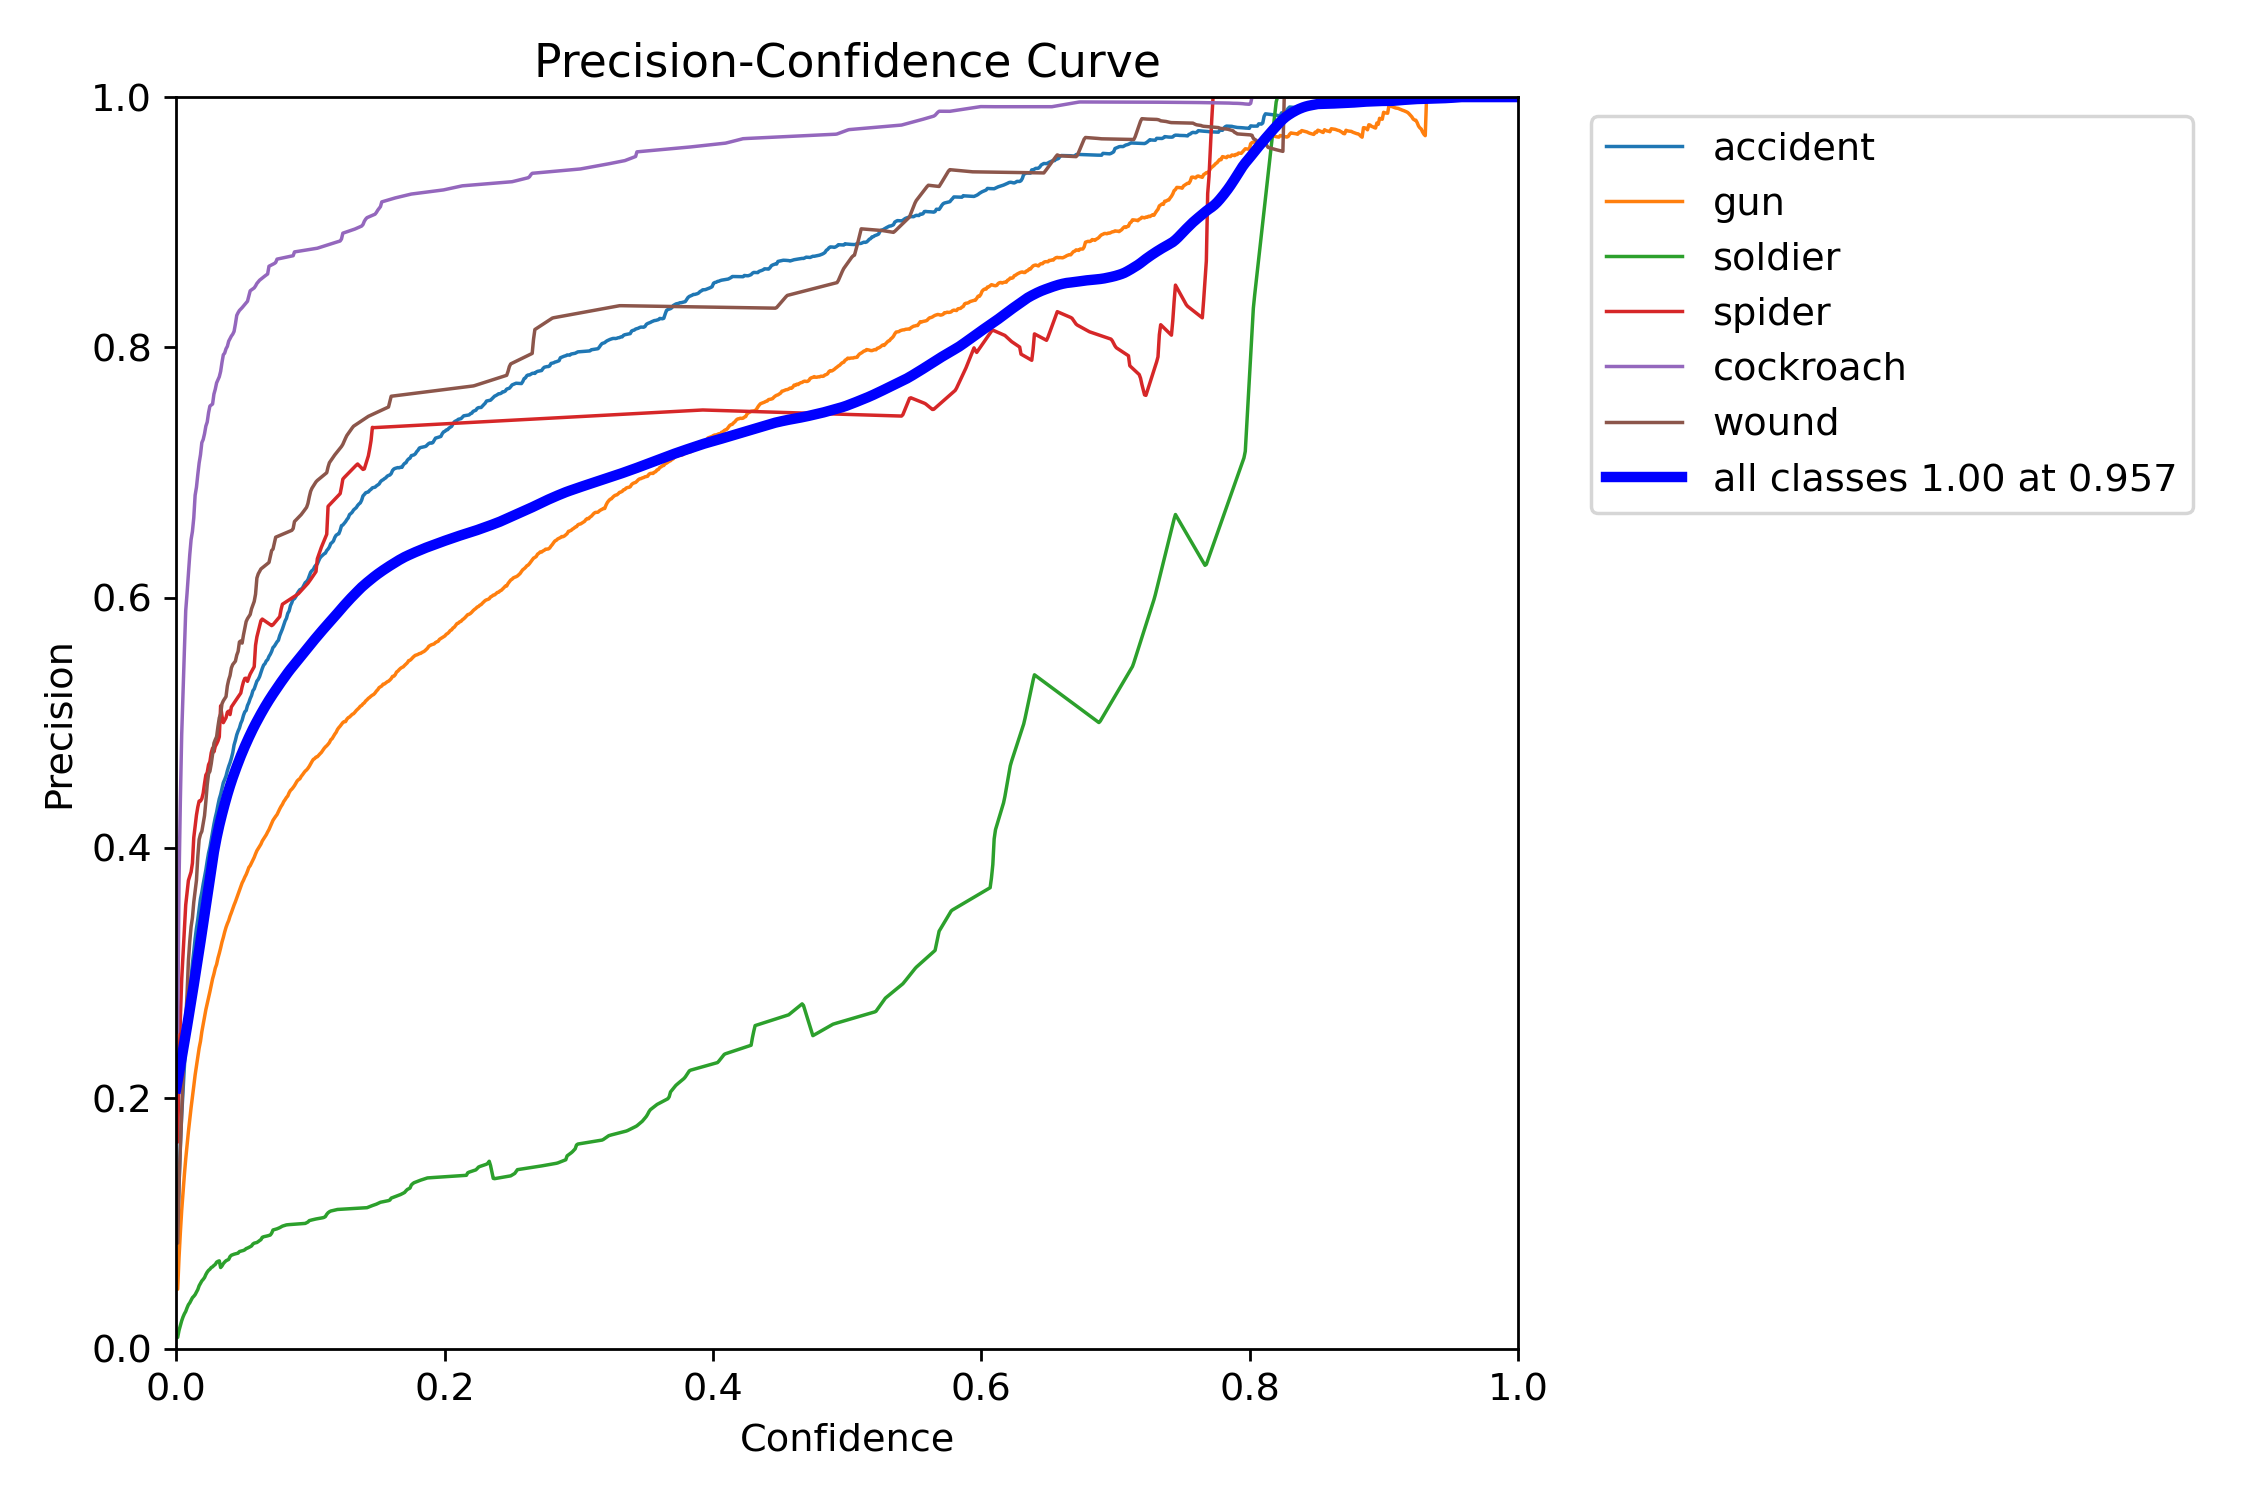 Precision-Confidence Curve
1.0
0.8
0.6
0.4
0.2
0.0
Precision
0.0 0.2 0.4 0.6 0.8 1.0
Confidence
accident
gun
soldier
spider
cockroach
wound
all classes 1.00 at 0.957